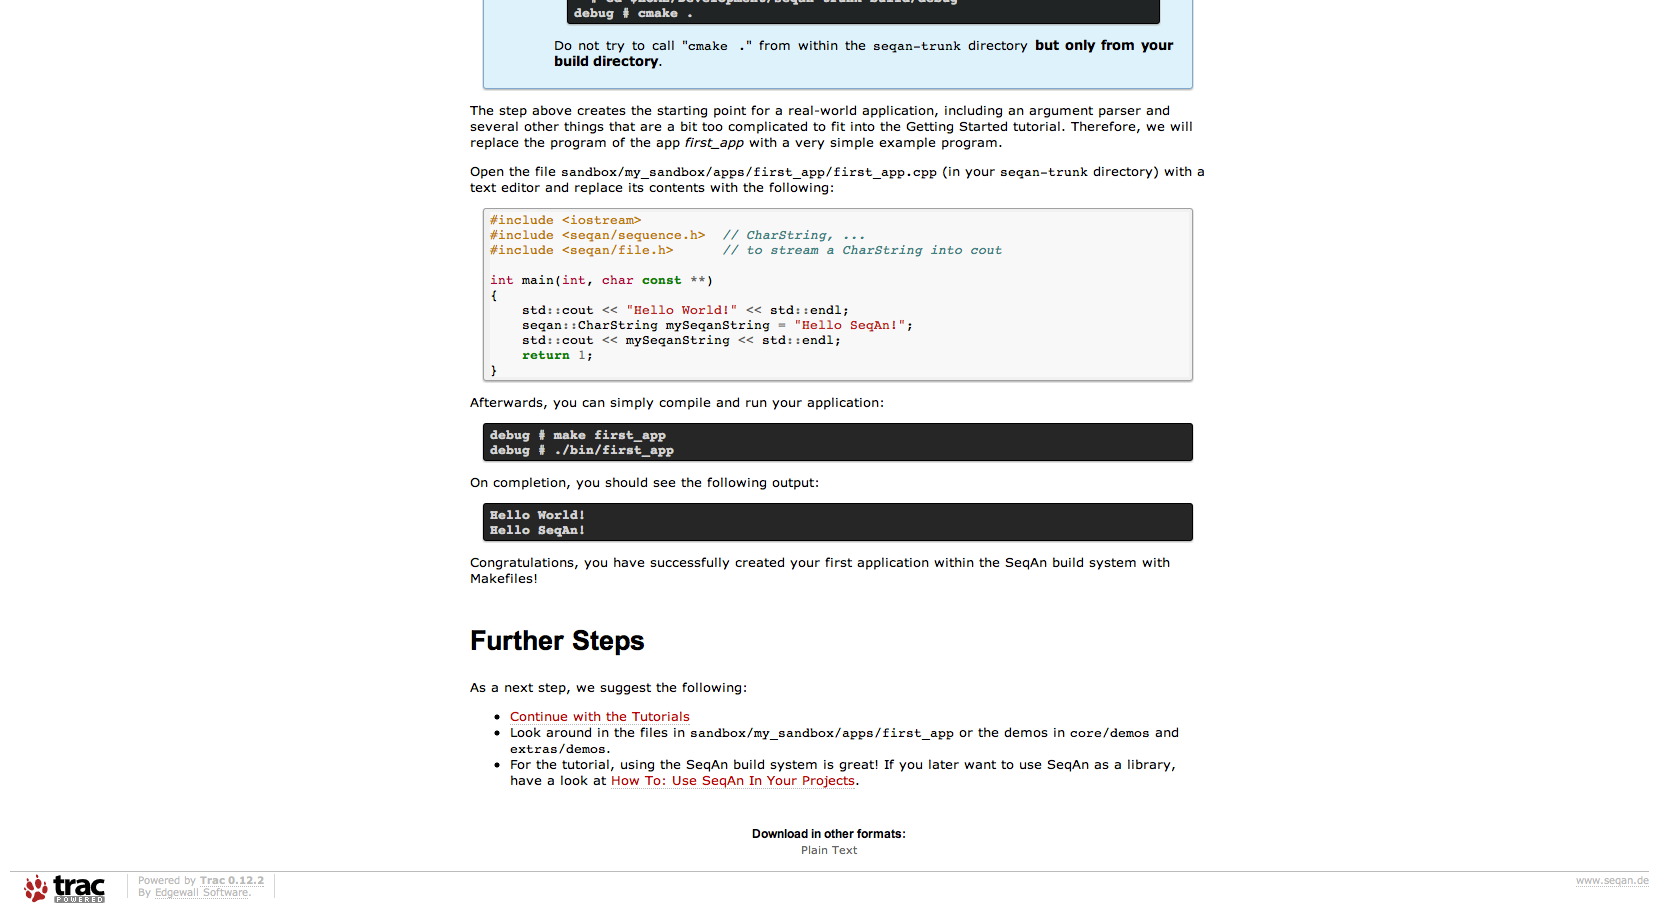 debug # cmake .
Do not try to call "cmake ." from within the seqan-trunk directory but only from your
build directory.
The step above creates the starting point for a real-world application, including an argument parser and
several other things that are a bit too complicated to fit into the Getting Started tutorial. Therefore, we will
replace the program of the app first_app with a very simple example program.
Open the file sandbox/my_sandbox/apps/first_app/first_app.cpp (in your seqan-trunk directory) with a
text editor and replace its contents with the following:
#include <iostream>
#include <seqan/sequence.h>  // CharString, ...
#include <seqan/file.h>      // to stream a CharString into cout
int main(int, char const **)
{
    std::cout << "Hello World!" << std::endl;
    seqan::CharString mySeqanString = "Hello SeqAn!";
    std::cout << mySeqanString << std::endl;
    return 1;
}
Afterwards, you can simply compile and run your application:
debug # make first_app
debug # ./bin/first_app
On completion, you should see the following output:
Hello World!
Hello SeqAn!
Congratulations, you have successfully created your first application within the SeqAn build system with
Makefiles!
Further Steps
As a next step, we suggest the following:
• Continue with the Tutorials
• Look around in the files in sandbox/my_sandbox/apps/first_app or the demos in core/demos and
extras/demos.
• For the tutorial, using the SeqAn build system is great! If you later want to use SeqAn as a library,
have a look at How To: Use SeqAn In Your Projects.
Download in other formats:
Plain Text
trac
POWERED
Powered by Trac 0.12.2
By Edgewall Software.
www.seqan.de